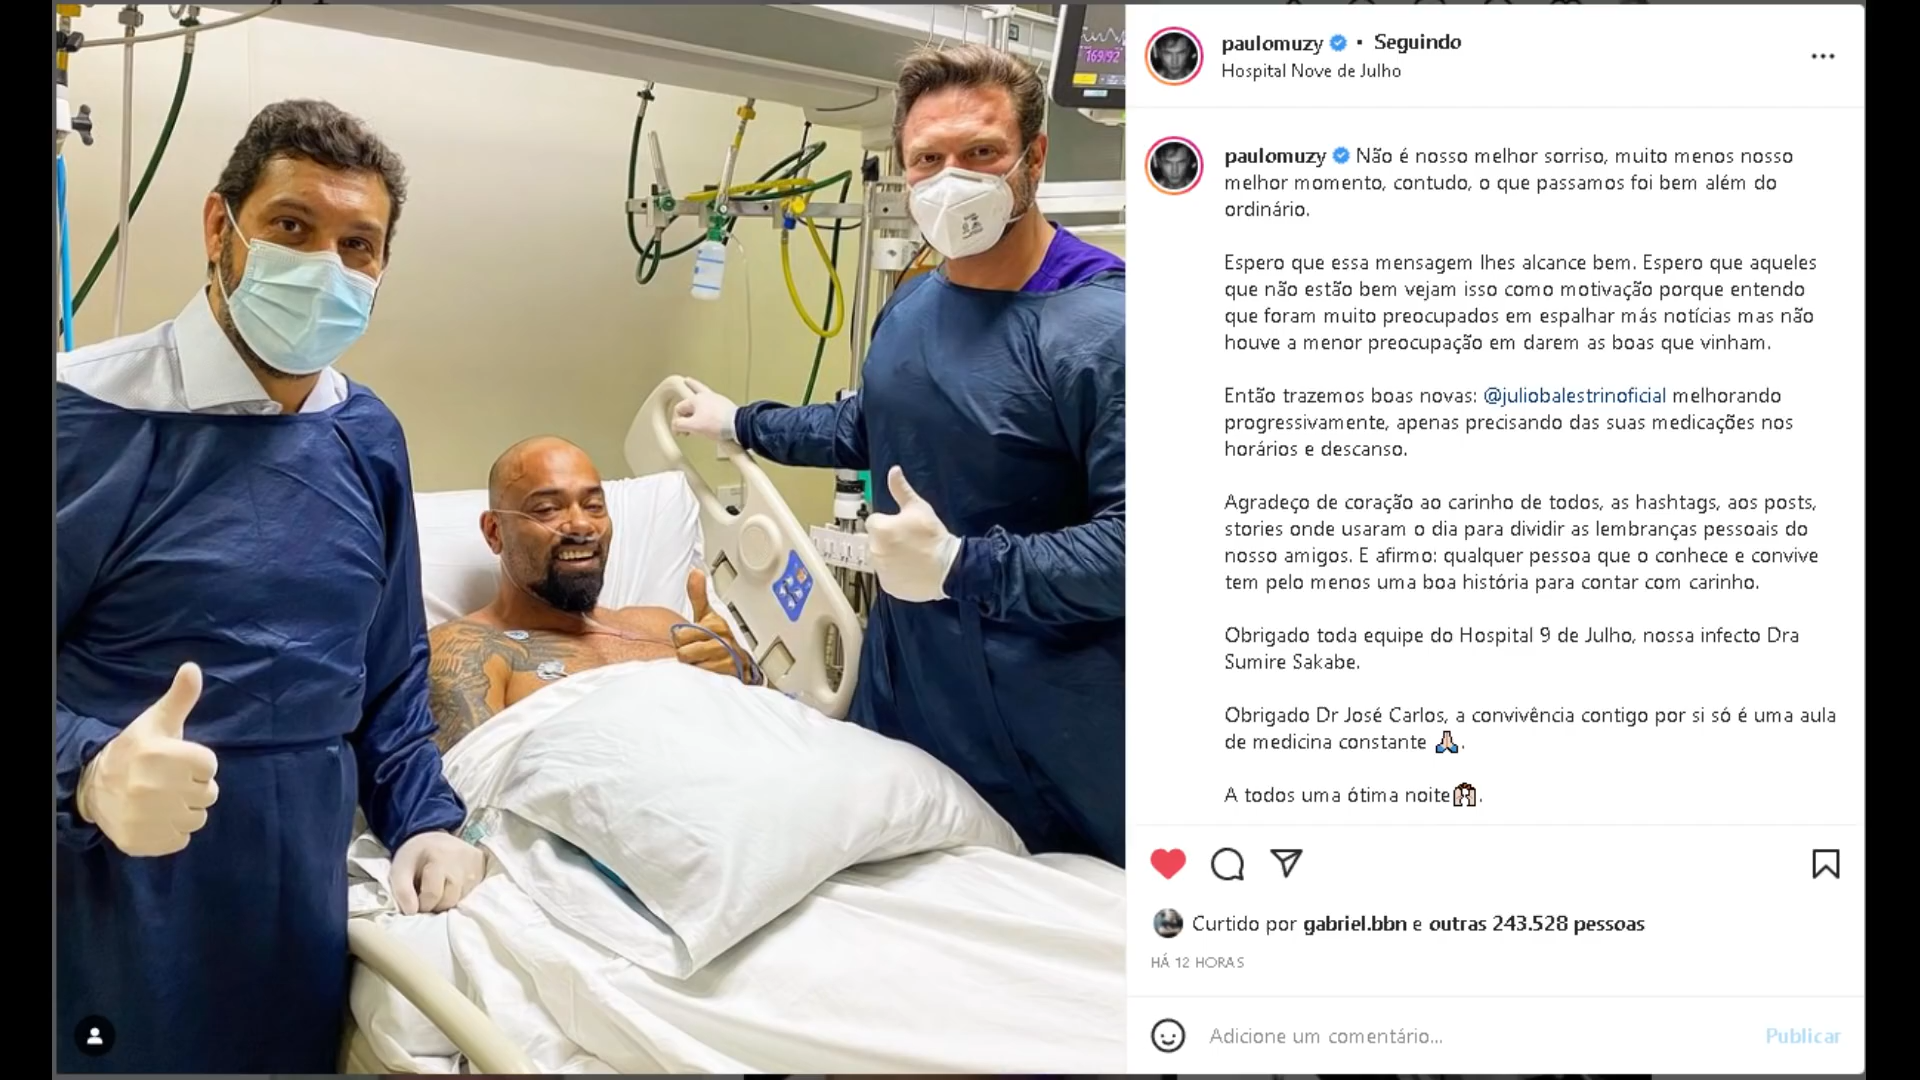 169/92
paulomuzy • Seguindo
Hospital Nove de Julho
paulomuzy Não é nosso melhor sorriso, muito menos nosso
melhor momento, contudo, o que passamos foi bem além do
ordinário.
Espero que essa mensagem lhes alcance bem. Espero que aqueles
que não estão bem vejam isso como motivação porque entendo
que foram muito preocupados em espalhar más notícias mas não
houve a menor preocupação em darem as boas que vinham.
Então trazemos boas novas: @juliobalestrinoficial melhorando
progressivamente, apenas precisando das suas medicações nos
horários e descanso.
Agradeço de coração ao carinho de todos, as hashtags, aos posts,
stories onde usaram o dia para dividir as lembranças pessoais do
nosso amigos. E afirmo: qualquer pessoa que o conhece e convive
tem pelo menos uma boa história para contar com carinho.
Obrigado toda equipe do Hospital 9 de Julho, nossa infecto Dra
Sumire Sakabe.
Obrigado Dr José Carlos, a convivência contigo por si só é uma aula
de medicina constante 🙏🏻.
A todos uma ótima noite🙌🏻.
Curtido por gabriel.bbn e outras 243.528 pessoas
HÁ 12 HORAS
Adicione um comentário...
Publicar